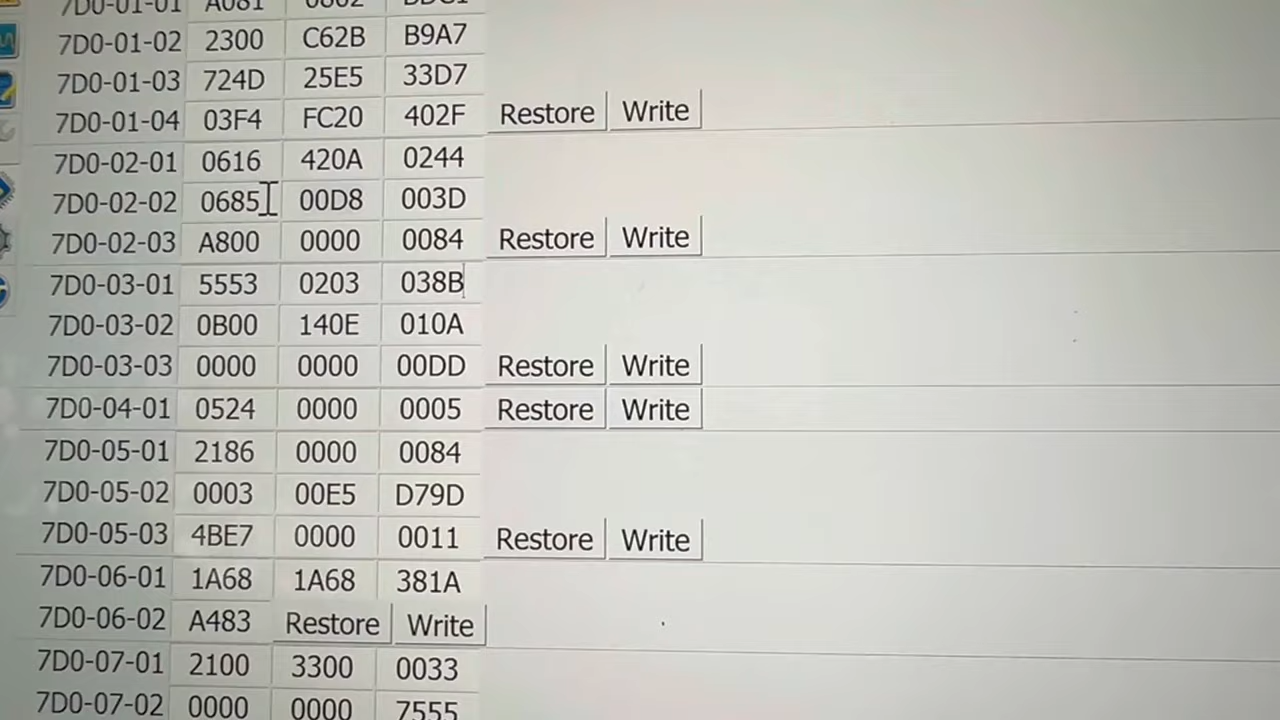 7D0-01-02 2300 C62B B9A7
7D0-01-03 724D 25E5 33D7
7D0-01-04 03F4 FC20 402F Restore Write
7D0-02-01 0616 420A 0244
7D0-02-02 0685 00D8 003D
7D0-02-03 A800 0000 0084 Restore Write
7D0-03-01 5553 0203 038B
7D0-03-02 0B00 140E 010A
7D0-03-03 0000 0000 00DD Restore Write
7D0-04-01 0524 0000 0005 Restore Write
7D0-05-01 2186 0000 0084
7D0-05-02 0003 00E5 D79D
7D0-05-03 4BE7 0000 0011 Restore Write
7D0-06-01 1A68 1A68 381A
7D0-06-02 A483 Restore Write
7D0-07-01 2100 3300 0033
7D0-07-02 0000 0000 7555